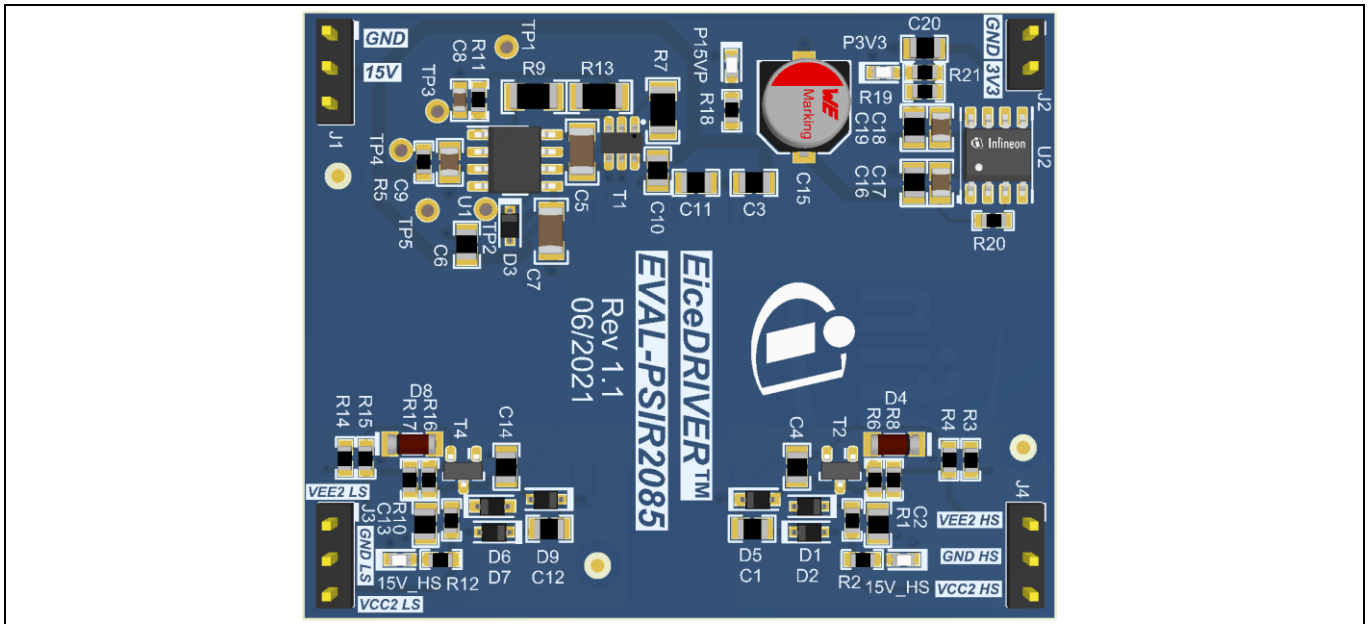 GND
15V
J1
TP1
C8
R11
TP3
R9
R13
R7
P15VP
R18
WE
Marking
C15
P3V3
C20
R21
R19
GND
3V3
J2
C19
C18
Infineon
U2
C16
C17
R20
TP4
R5
C9
TP5
U1
TP2
C6
D3
C7
C5
T1
C10
C11
C3
EiceDRIVER™
EVAL-PSIR2085
Rev 1.1
06/2021
R14
R15
D8
R17
R16
T4
C14
VEE2 LS
J3
C13
R10
GND LS
15V_HS
R12
VCC2 LS
D6
D7
D9
C12
C4
T2
D4
R6
R8
R4
R3
J4
VEE2 HS
GND HS
VCC2 HS
D5
C1
D1
D2
R1
C2
R2
15V_HS